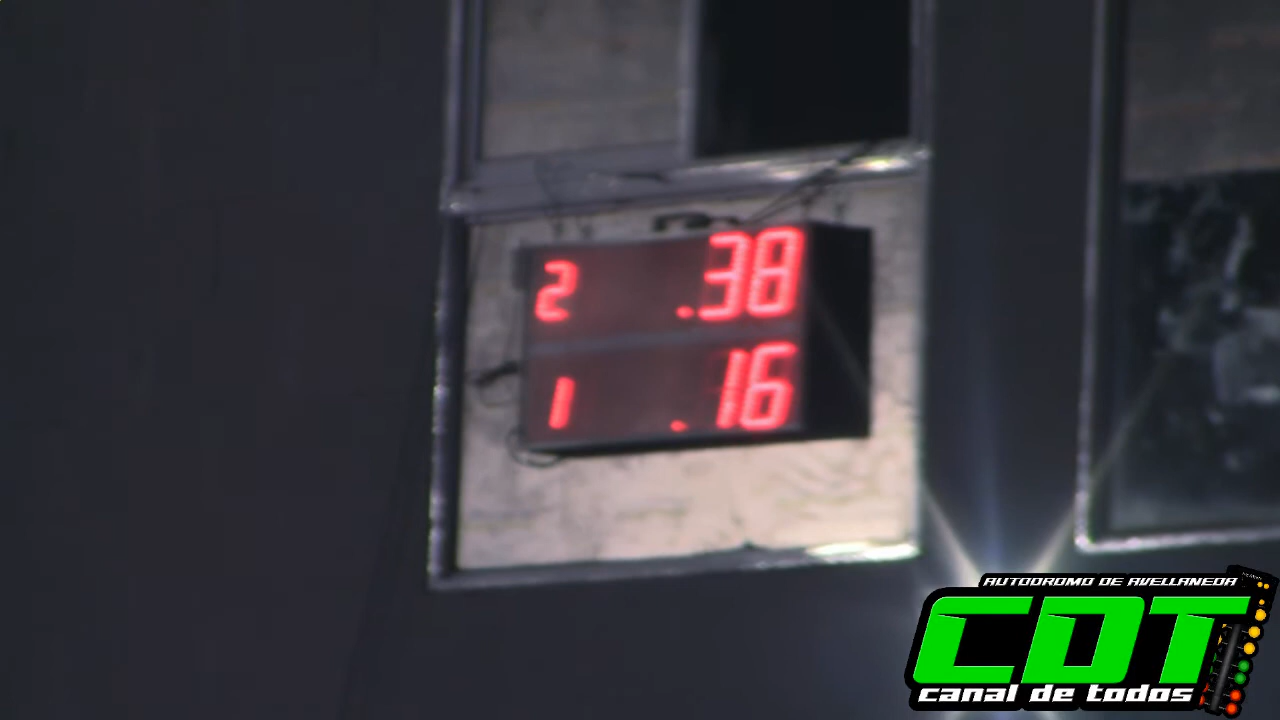 2 .38
1 .16
AUTODROMO DE AVELLANEDA
CDT
canal de todos